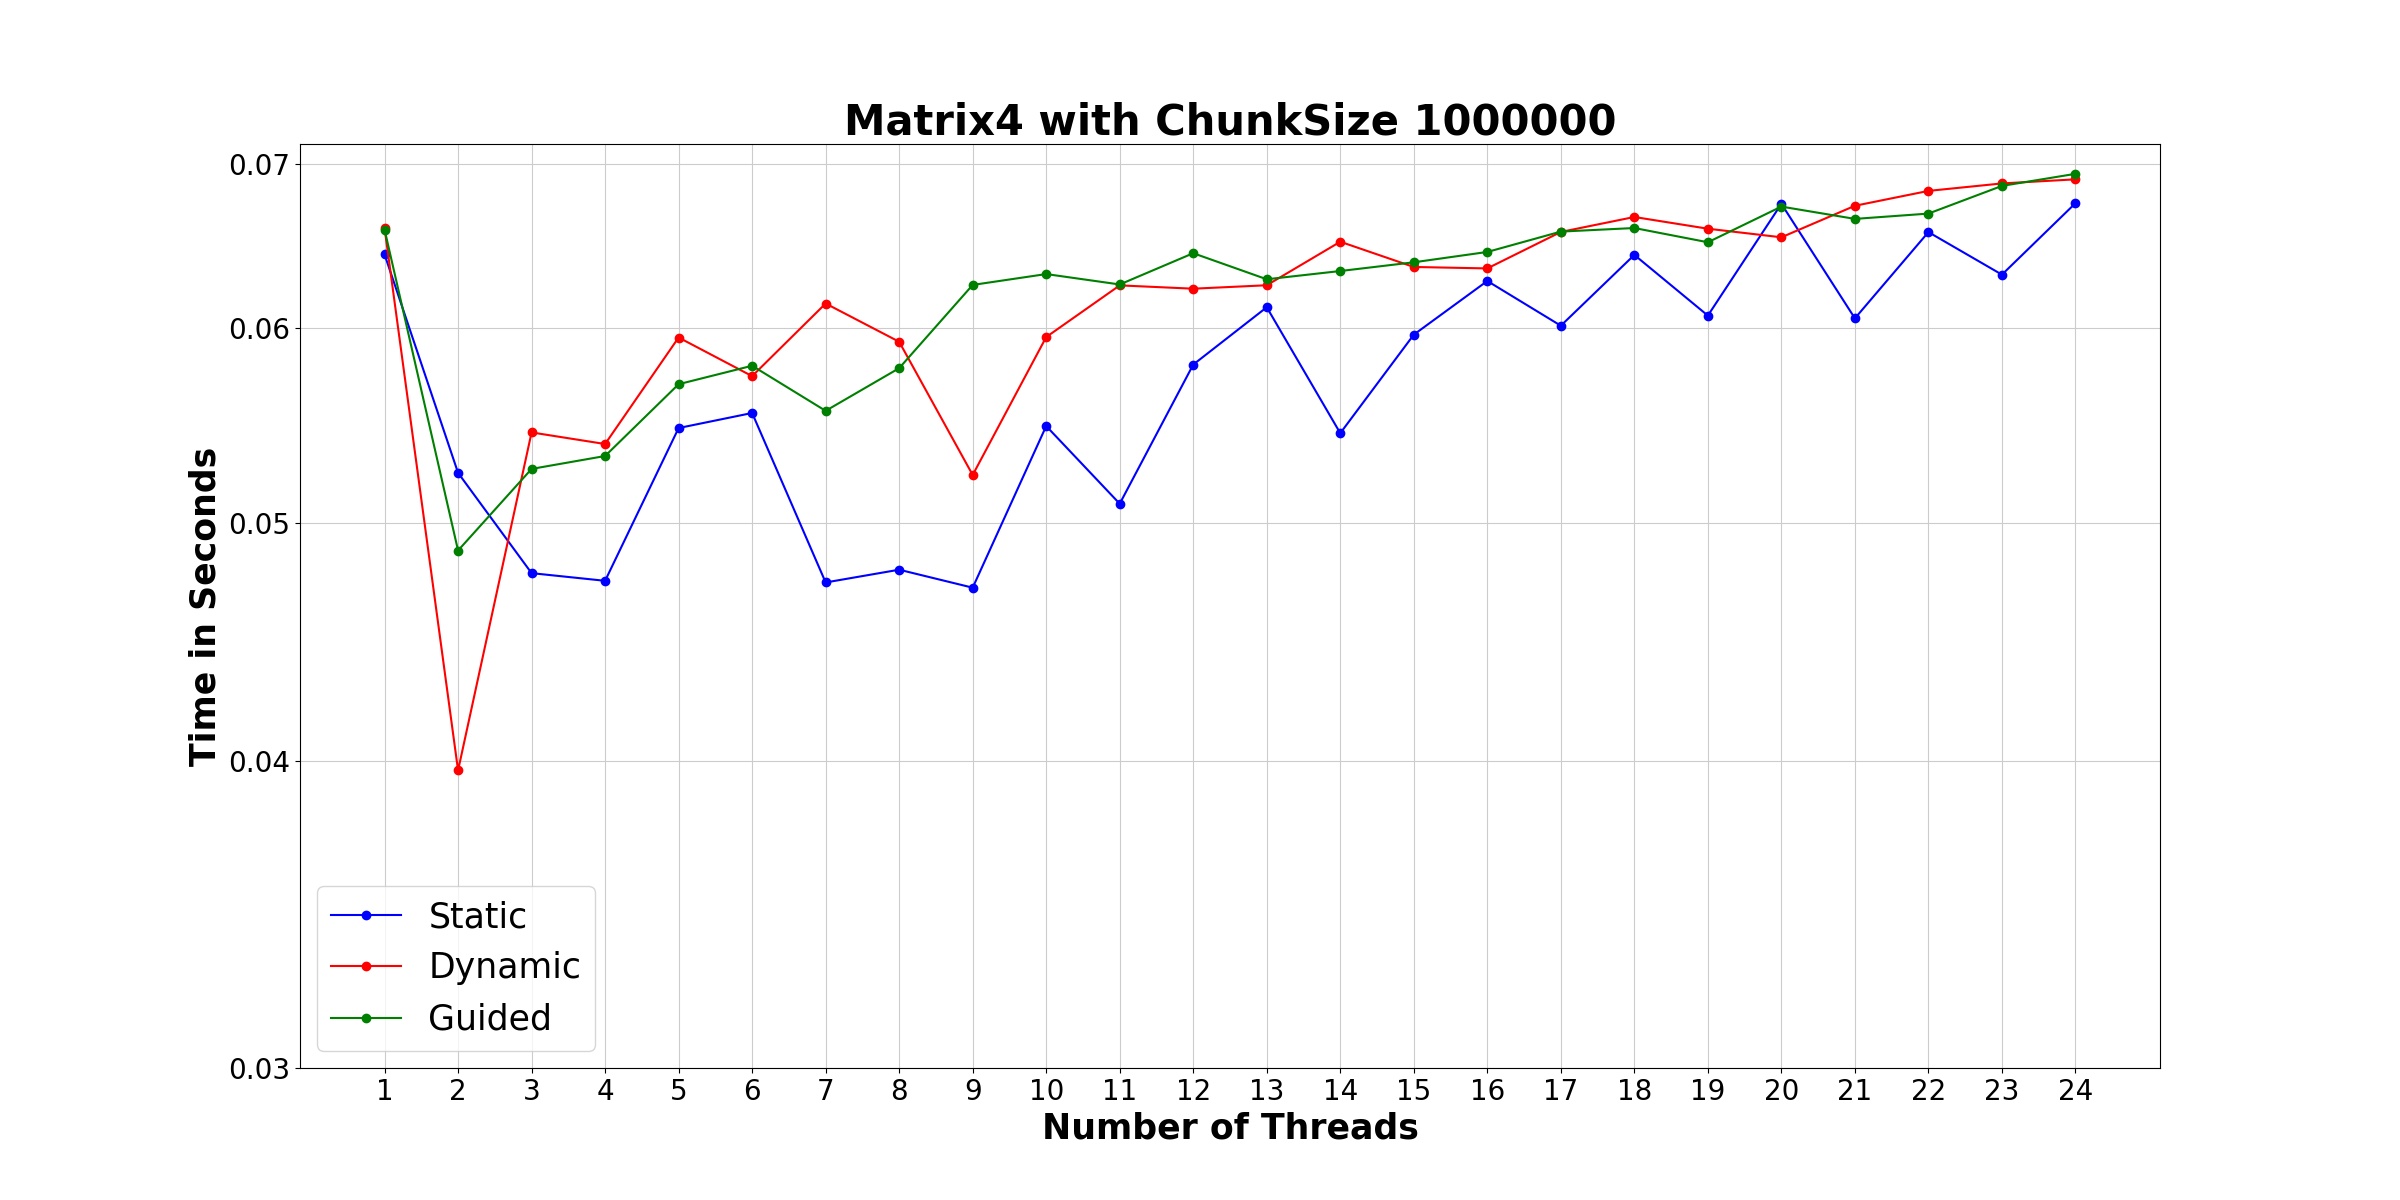 Matrix4 with ChunkSize 1000000
Time in Seconds
0.07
0.06
0.05
0.04
0.03
Static
Dynamic
Guided
1 2 3 4 5 6 7 8 9 10 11 12 13 14 15 16 17 18 19 20 21 22 23 24
Number of Threads